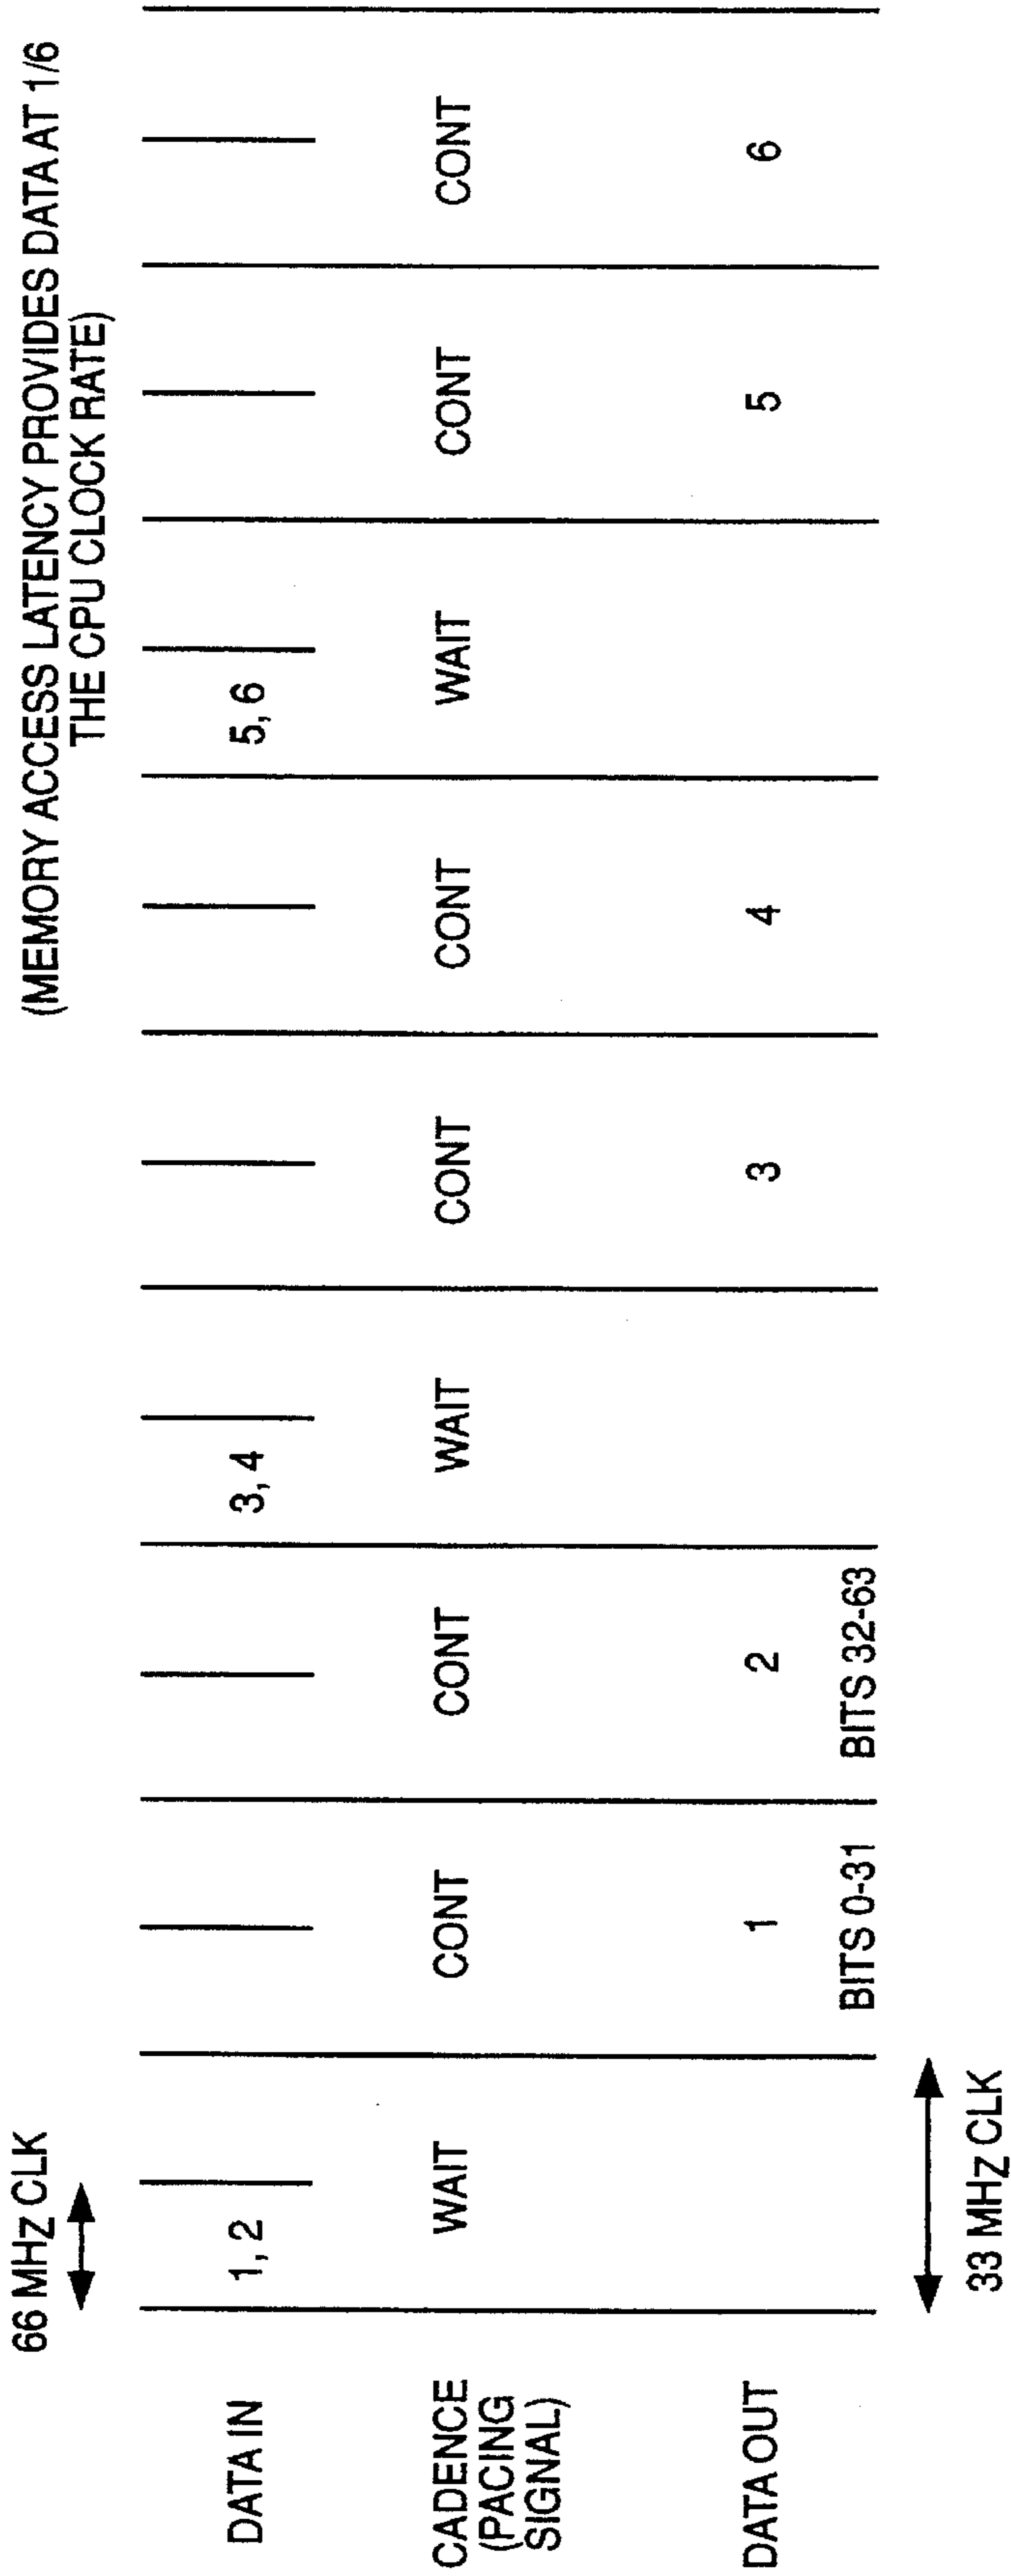 (MEMORY ACCESS LATENCY PROVIDES DATA AT 1/6
THE CPU CLOCK RATE)
66 MHZ CLK
DATA IN 1, 2 3, 4 5, 6
CADENCE
(PACING
SIGNAL)
WAIT CONT CONT WAIT CONT CONT WAIT CONT CONT
DATA OUT 1 2 3 4 5 6
BITS 0-31 BITS 32-63
33 MHZ CLK